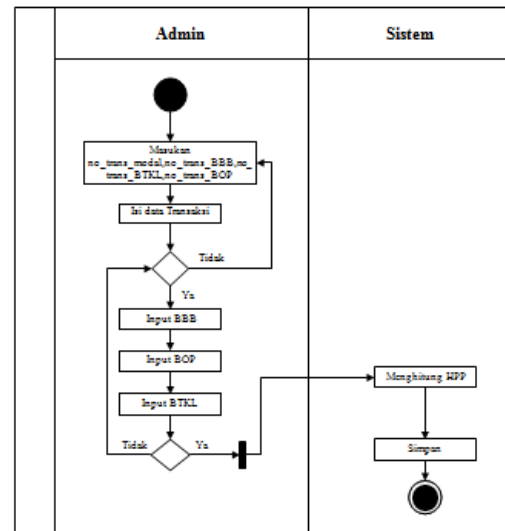 Admin
Sistem
Masukan
no_trans_modal,no_trans_BBB,no_
trans_BTKL,no_trans_BOP
Isi data Transaksi
Tidak
Ya
Input BBB
Input BOP
Menghitung HPP
Input BTKL
Tidak
Ya
Simpan